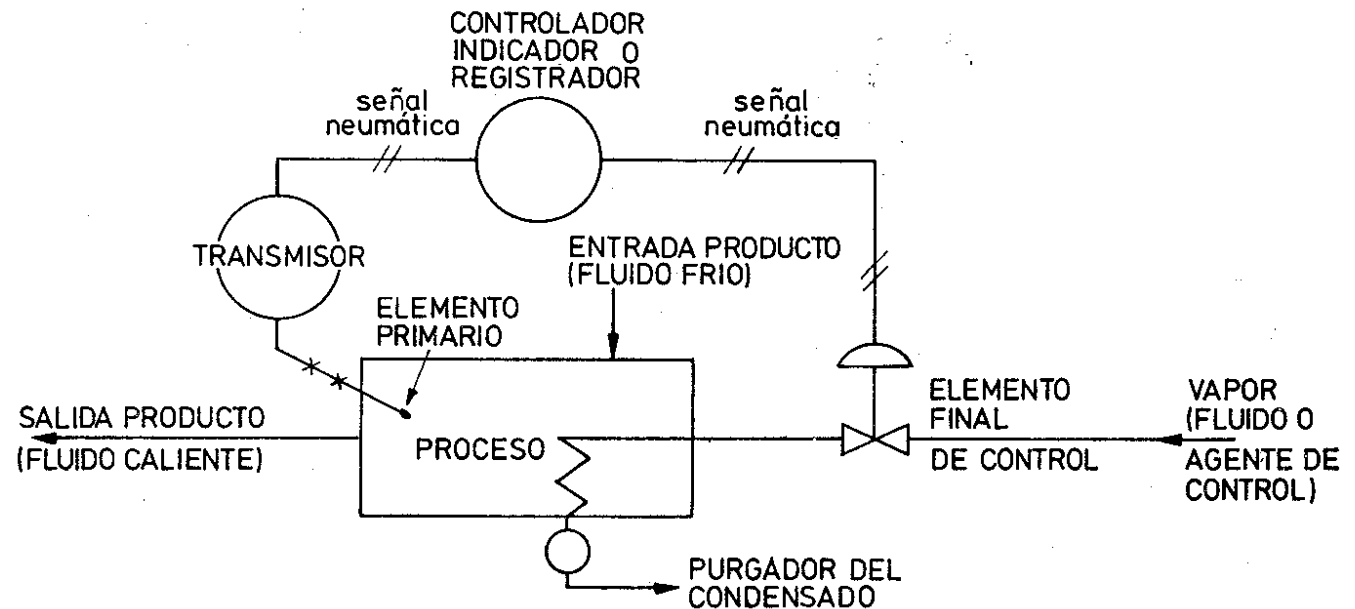 CONTROLADOR
INDICADOR O
REGISTRADOR
señal
neumática
señal
neumática
TRANSMISOR
ENTRADA PRODUCTO
(FLUIDO FRIO)
ELEMENTO
PRIMARIO
SALIDA PRODUCTO
(FLUIDO CALIENTE)
PROCESO
ELEMENTO
FINAL
DE CONTROL
VAPOR
(FLUIDO O
AGENTE DE
CONTROL)
PURGADOR DEL
CONDENSADO